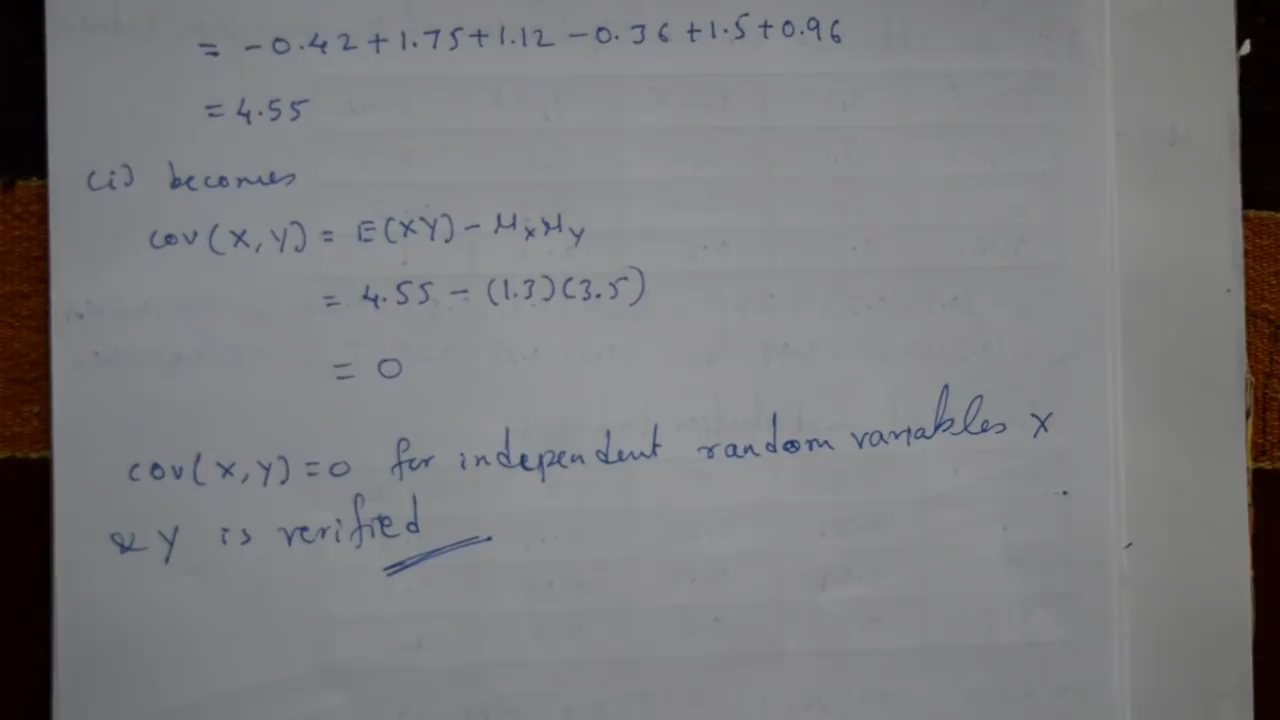 = -0.42+1.75+1.12-0.36+1.5+0.96
= 4.55
(i) becomes
cov(X,Y) = E(XY) - μxμy
= 4.55 - (1.3)(3.5)
= 0
cov(X,Y)=0 for independent random variables X
& Y is verified